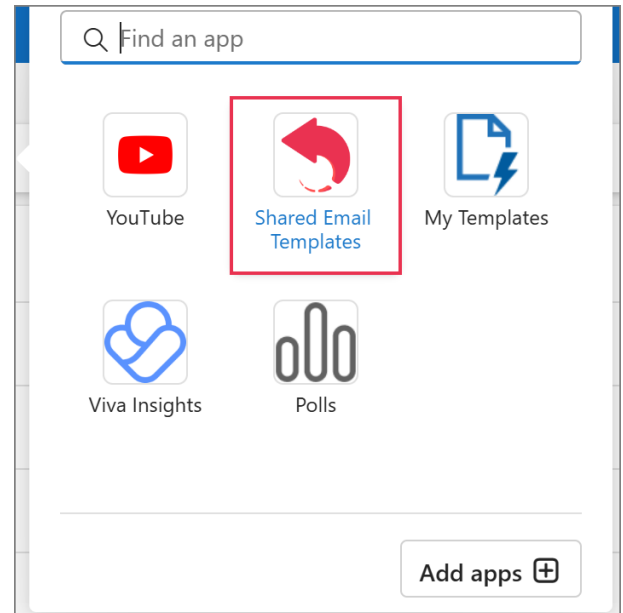 Find an app
YouTube
Shared Email
Templates
My Templates
Viva Insights
Polls
Add apps